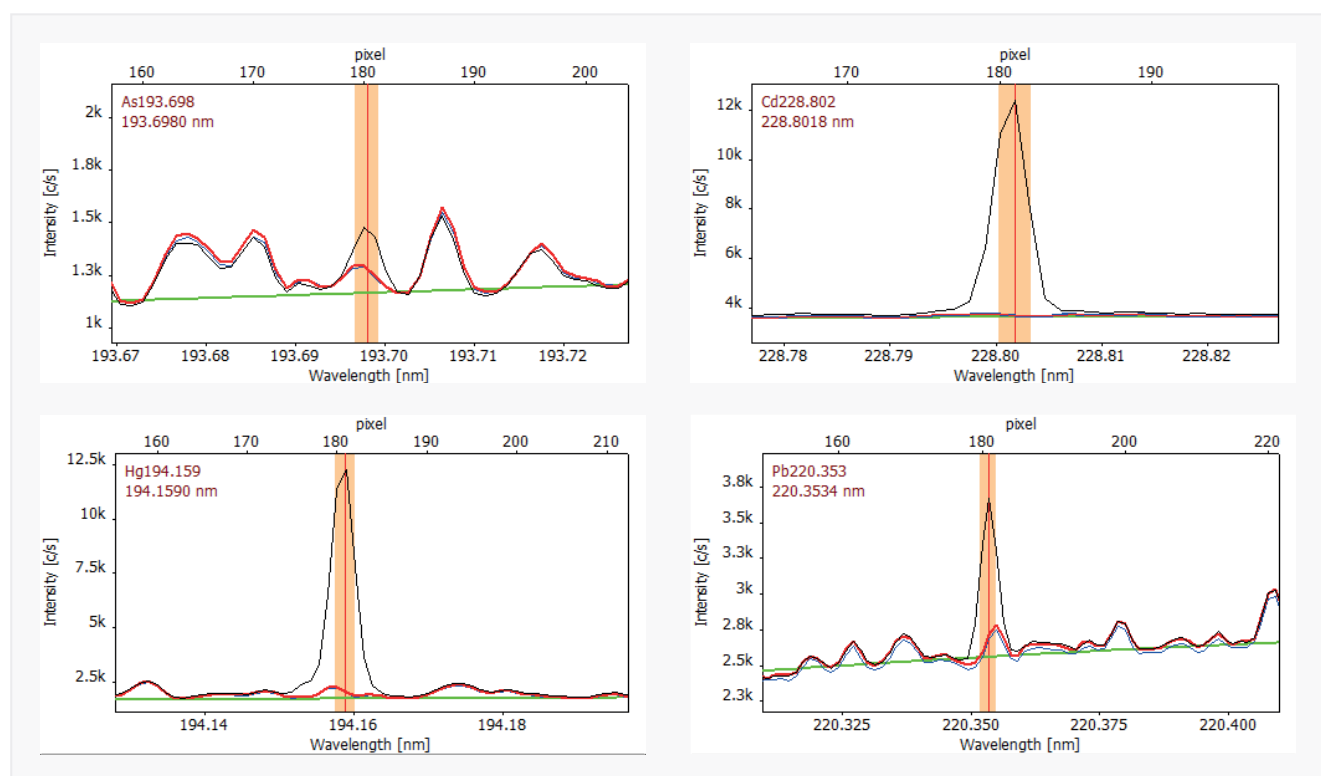 pixel
160 170 180 190 200
As193.698
193.6980 nm
2k
1.8k
1.5k
1.3k
1k
Intensity [c/s]
193.67 193.68 193.69 193.70 193.71 193.72
Wavelength [nm]
pixel
170 180 190
Cd228.802
228.8018 nm
12k
10k
8k
6k
4k
Intensity [c/s]
228.78 228.79 228.80 228.81 228.82
Wavelength [nm]
pixel
160 170 180 190 200 210
Hg194.159
194.1590 nm
12.5k
10k
7.5k
5k
2.5k
Intensity [c/s]
194.14 194.16 194.18
Wavelength [nm]
pixel
160 180 200 220
Pb220.353
220.3534 nm
3.8k
3.5k
3.3k
3k
2.8k
2.5k
2.3k
Intensity [c/s]
220.325 220.350 220.375 220.400
Wavelength [nm]